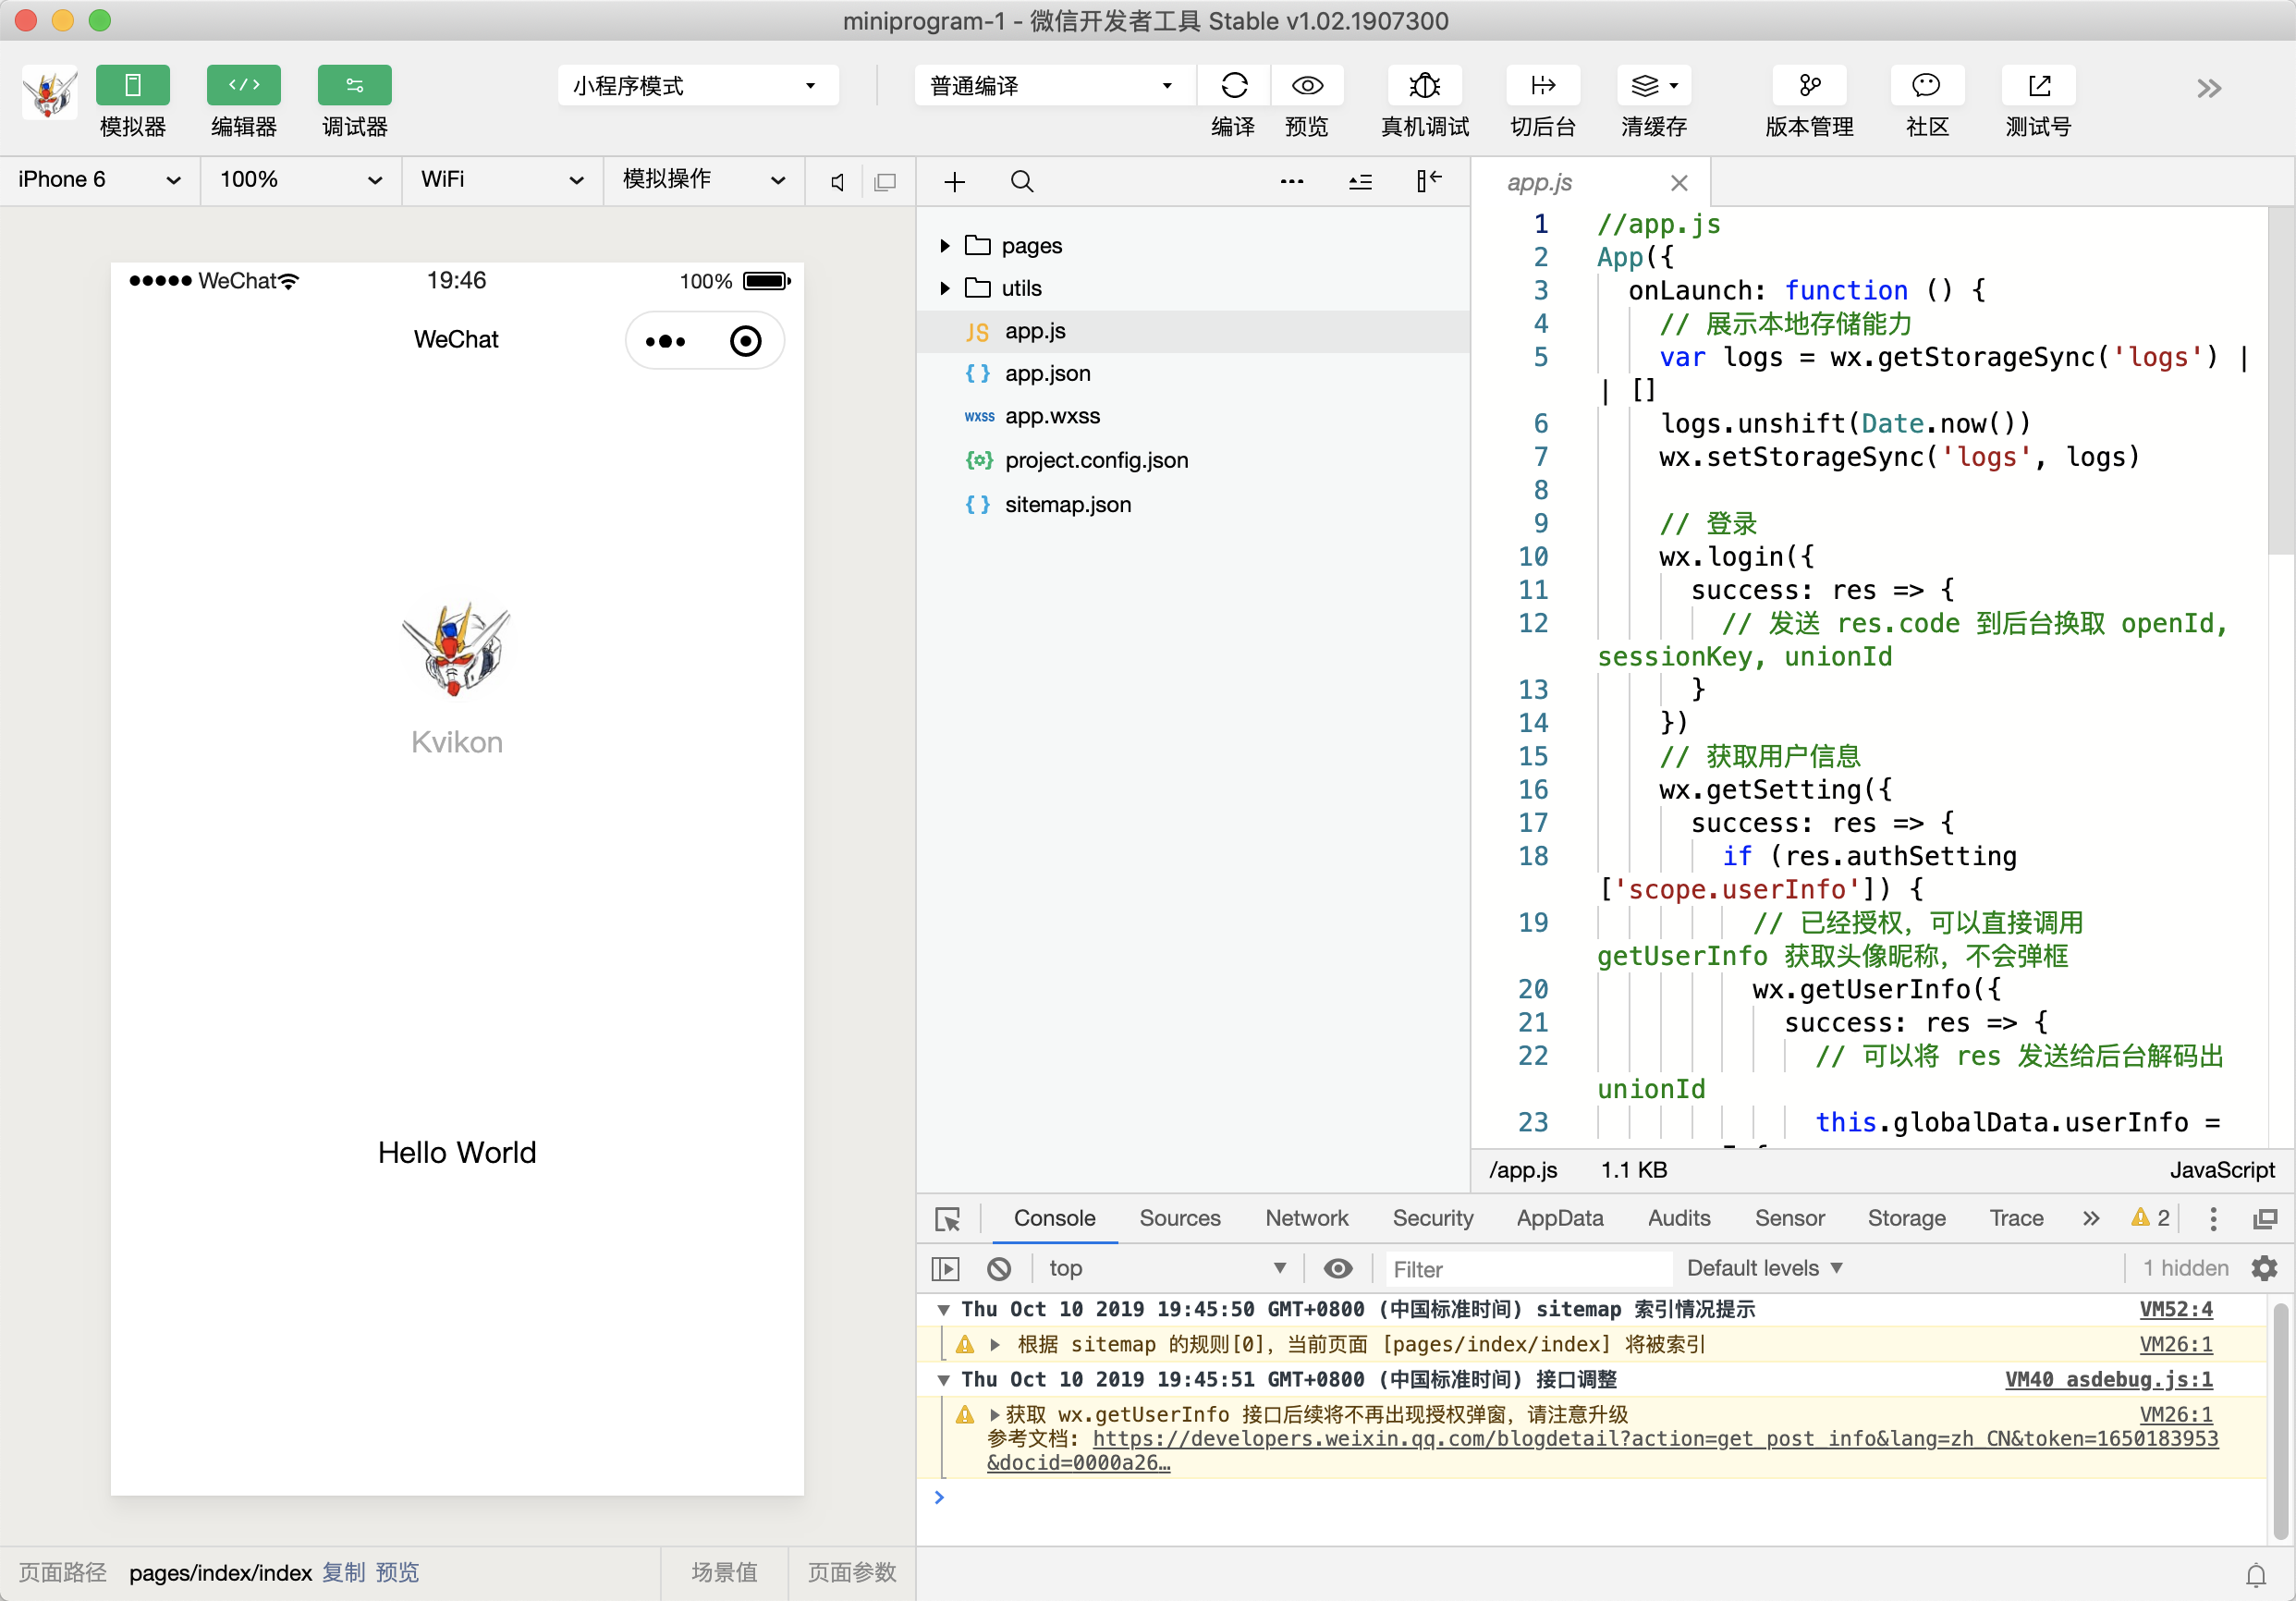 miniprogram-1 - 微信开发者工具 Stable v1.02.1907300
模拟器
编辑器
调试器
小程序模式
普通编译
编译
预览
真机调试
切后台
清缓存
版本管理
社区
测试号
iPhone 6
100%
WiFi
模拟操作
WeChat
19:46
100%
WeChat
Kvikon
Hello World
页面路径 pages/index/index 复制 预览
场景值
页面参数
pages
utils
JS app.js
{ } app.json
wxss app.wxss
project.config.json
{ } sitemap.json
app.js
1 //app.js
2 App({
3 onLaunch: function () {
4 // 展示本地存储能力
5 var logs = wx.getStorageSync('logs') |
| []
6 logs.unshift(Date.now())
7 wx.setStorageSync('logs', logs)
8
9 // 登录
10 wx.login({
11 success: res => {
12 // 发送 res.code 到后台换取 openId,
sessionKey, unionId
13 }
14 })
15 // 获取用户信息
16 wx.getSetting({
17 success: res => {
18 if (res.authSetting
['scope.userInfo']) {
19 // 已经授权，可以直接调用
getUserInfo 获取头像昵称，不会弹框
20 wx.getUserInfo({
21 success: res => {
22 // 可以将 res 发送给后台解码出
unionId
23 this.globalData.userInfo =
/app.js 1.1 KB JavaScript
Console Sources Network Security AppData Audits Sensor Storage Trace 2
top Filter Default levels 1 hidden
Thu Oct 10 2019 19:45:50 GMT+0800 (中国标准时间) sitemap 索引情况提示 VM52:4
根据 sitemap 的规则[0]，当前页面 [pages/index/index] 将被索引 VM26:1
Thu Oct 10 2019 19:45:51 GMT+0800 (中国标准时间) 接口调整 VM40 asdebug.js:1
获取 wx.getUserInfo 接口后续将不再出现授权弹窗，请注意升级 VM26:1
参考文档: https://developers.weixin.qq.com/blogdetail?action=get_post_info&lang=zh_CN&token=1650183953
&docid=0000a26…